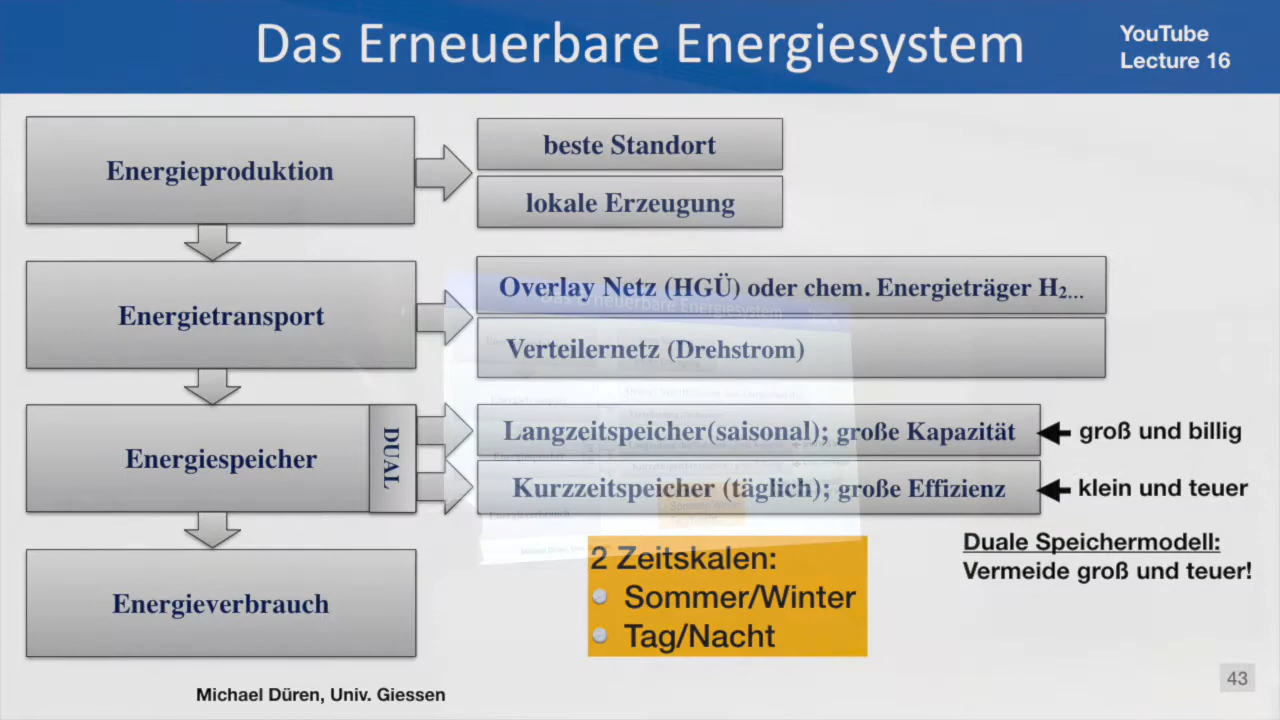 Das Erneuerbare Energiesystem
YouTube
Lecture 16
Energieproduktion
beste Standort
lokale Erzeugung
Energietransport
Overlay Netz (HGÜ) oder chem. Energieträger H2...
Verteilernetz (Drehstrom)
Energiespeicher
DUAL
Langzeitspeicher(saisonal); große Kapazität
groß und billig
Kurzzeitspeicher (täglich); große Effizienz
klein und teuer
Duale Speichermodell:
Vermeide groß und teuer!
2 Zeitskalen:
Sommer/Winter
Tag/Nacht
Energieverbrauch
Michael Düren, Univ. Giessen
43